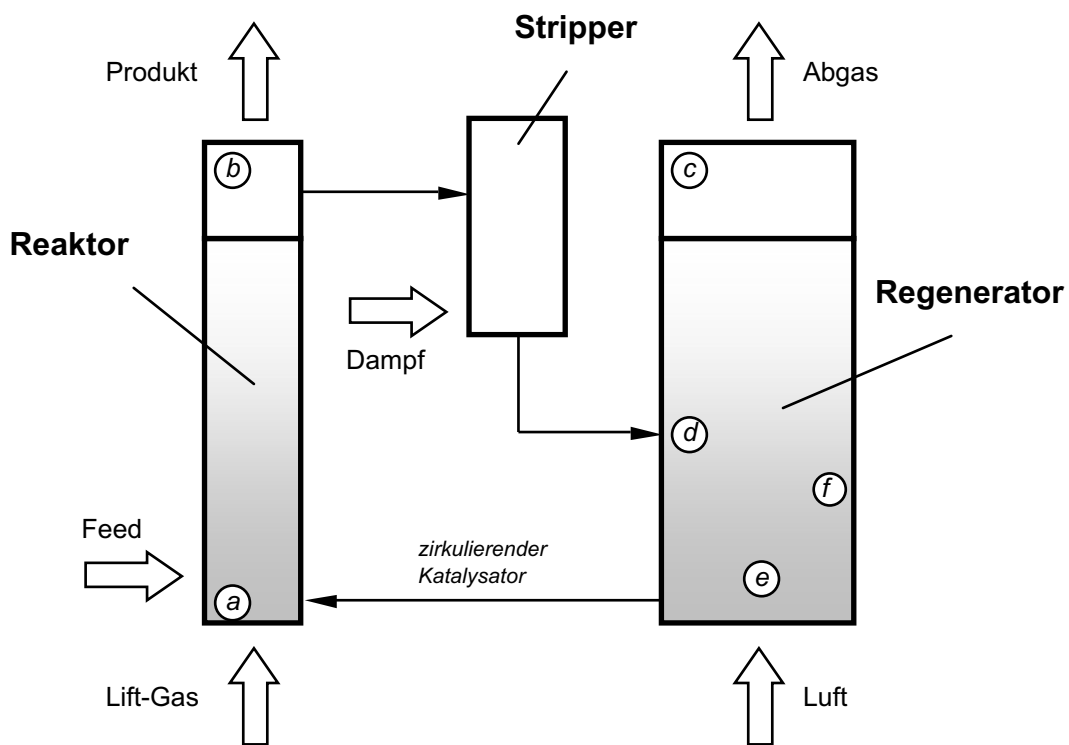 Stripper
Produkt
Abgas
b
c
Reaktor
Regenerator
Dampf
d
f
Feed
zirkulierender
Katalysator
e
a
Lift-Gas
Luft